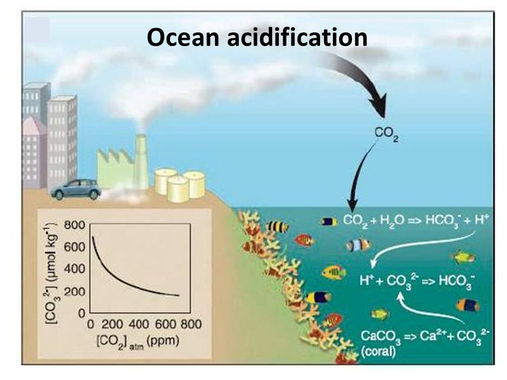 Ocean acidification
CO₂
CO₂ + H₂O => HCO₃⁻ + H⁺
H⁺ + CO₃²⁻ => HCO₃⁻
CaCO₃ => Ca²⁺ + CO₃²⁻
(coral)
[CO₃²⁻] (μmol kg⁻¹)
800
600
400
200
0
0 200 400 600 800
[CO₂] atm (ppm)